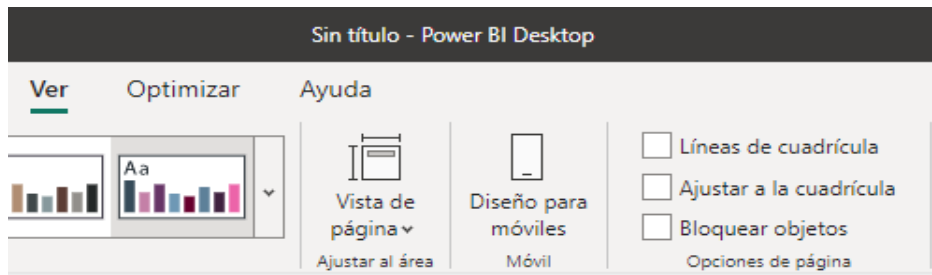 Sin título - Power BI Desktop
Ver Optimizar Ayuda
Aa
Vista de
página
Ajustar al área
Diseño para
móviles
Móvil
Líneas de cuadrícula
Ajustar a la cuadrícula
Bloquear objetos
Opciones de página